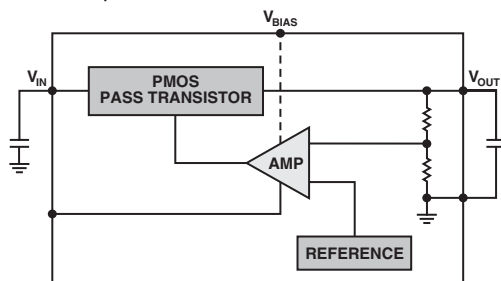 V_BIAS
V_IN
PMOS
PASS TRANSISTOR
V_OUT
AMP
REFERENCE